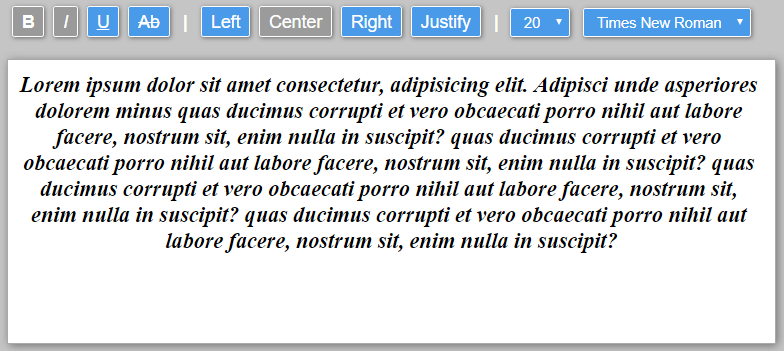 B I U Ab | Left Center Right Justify | 20 Times New Roman
Lorem ipsum dolor sit amet consectetur, adipisicing elit. Adipisci unde asperiores
dolorem minus quas ducimus corrupti et vero obcaecati porro nihil aut labore
facere, nostrum sit, enim nulla in suscipit? quas ducimus corrupti et vero
obcaecati porro nihil aut labore facere, nostrum sit, enim nulla in suscipit? quas
ducimus corrupti et vero obcaecati porro nihil aut labore facere, nostrum sit,
enim nulla in suscipit? quas ducimus corrupti et vero obcaecati porro nihil aut
labore facere, nostrum sit, enim nulla in suscipit?